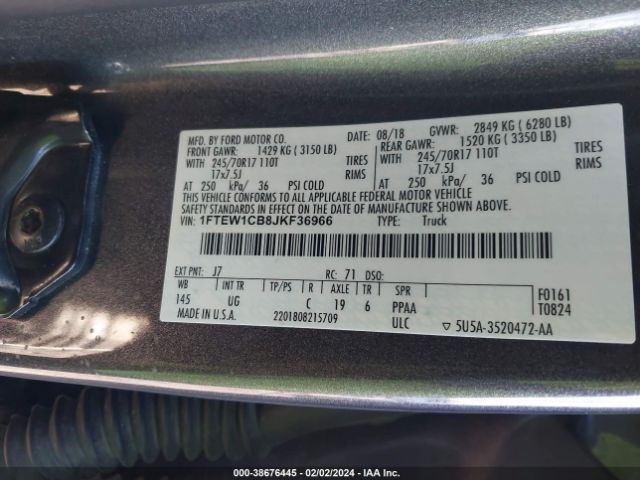 MFD. BY FORD MOTOR CO.
DATE: 08/18 GVWR: 2849 KG ( 6280 LB)
FRONT GAWR: 1429 KG ( 3150 LB)
REAR GAWR: 1520 KG ( 3350 LB)
WITH 245/70R17 110T TIRES
WITH 245/70R17 110T TIRES
17x7.5J RIMS
17x7.5J RIMS
AT 250 kPa/ 36 PSI COLD
AT 250 kPa/ 36 PSI COLD
THIS VEHICLE CONFORMS TO ALL APPLICABLE FEDERAL MOTOR VEHICLE
SAFETY STANDARDS IN EFFECT ON THE DATE OF MANUFACTURE SHOWN ABOVE.
VIN: 1FTEW1CB8JKF36966 TYPE: Truck
EXT PNT: J7 RC: 71 DSO:
WB INT TR TP/PS R AXLE TR SPR
145 UG C 19 6 PPAA
F0161
T0824
MADE IN U.S.A. 2201808215709 ULC ▽ 5U5A-3520472-AA
000-38676445 - 02/02/2024 - IAA Inc.